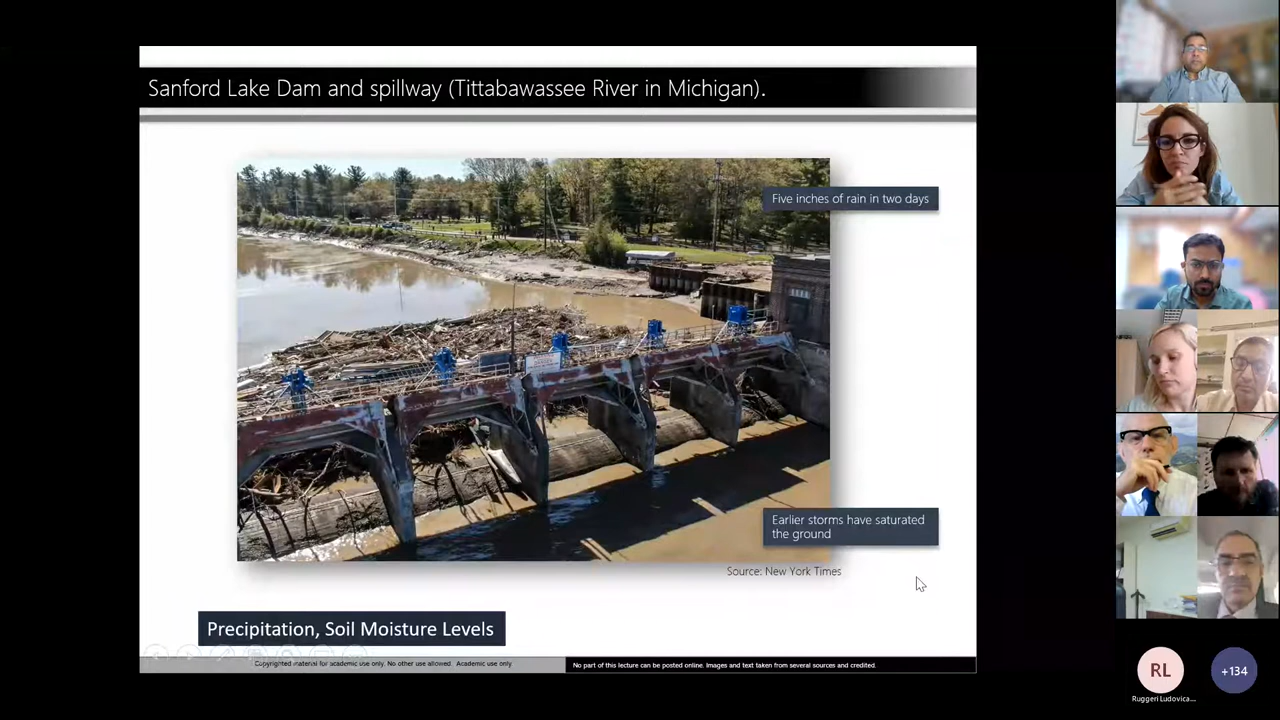 Sanford Lake Dam and spillway (Tittabawassee River in Michigan).
Five inches of rain in two days
Earlier storms have saturated
the ground
Source: New York Times
Precipitation, Soil Moisture Levels
Copyrighted material for academic use only. No other use allowed. Academic use only
No part of this lecture can be posted online. Images and text taken from several sources and credited.
RL
+134
Ruggeri Ludovica...